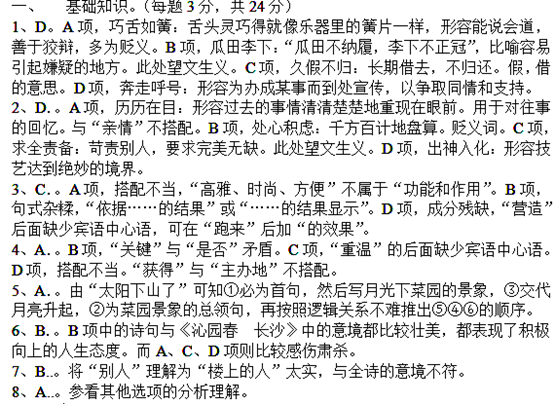 一、 基础知识。（每题 3 分，共 24 分）
1、D。A 项，巧舌如簧：舌头灵巧得就像乐器里的簧片一样，形容能说会道，
善于狡辩，多为贬义。B 项，瓜田李下：“瓜田不纳履，李下不正冠”，比喻容易
引起嫌疑的地方。此处望文生义。C 项，久假不归：长期借去，不归还。假，借
的意思。D 项，奔走呼号：形容为办成某事而到处宣传，以争取同情和支持。
2、D.。A 项，历历在目：形容过去的事情清清楚楚地重现在眼前。用于对往事
的回忆。与“亲情”不搭配。B 项，处心积虑：千方百计地盘算。贬义词。C 项，
求全责备：苛责别人，要求完美无缺。此处望文生义。D 项，出神入化：形容技
艺达到绝妙的境界。
3、C.。A 项，搭配不当，“高雅、时尚、方便”不属于“功能和作用”。B 项，
句式杂糅，“依据……的结果”或“……的结果显示”。D 项，成分残缺，“营造”
后面缺少宾语中心语，可在“跑来”后加“的效果”。
4、A.。B 项，“关键”与“是否”矛盾。C 项，“重温”的后面缺少宾语中心语。
D 项，搭配不当。“获得”与“主办地”不搭配。
5、A.。由“太阳下山了”可知①必为首句，然后写月光下菜园的景象，③交代
月亮升起，②为菜园景象的总领句，再按照逻辑关系不难推出⑤④⑥的顺序。
6、B.。B 项中的诗句与《沁园春 长沙》中的意境都比较壮美，都表现了积极
向上的人生态度。而 A、C、D 项则比较感伤肃杀。
7、B..。将“别人”理解为“楼上的人”太实，与全诗的意境不符。
8、A..。参看其他选项的分析理解。